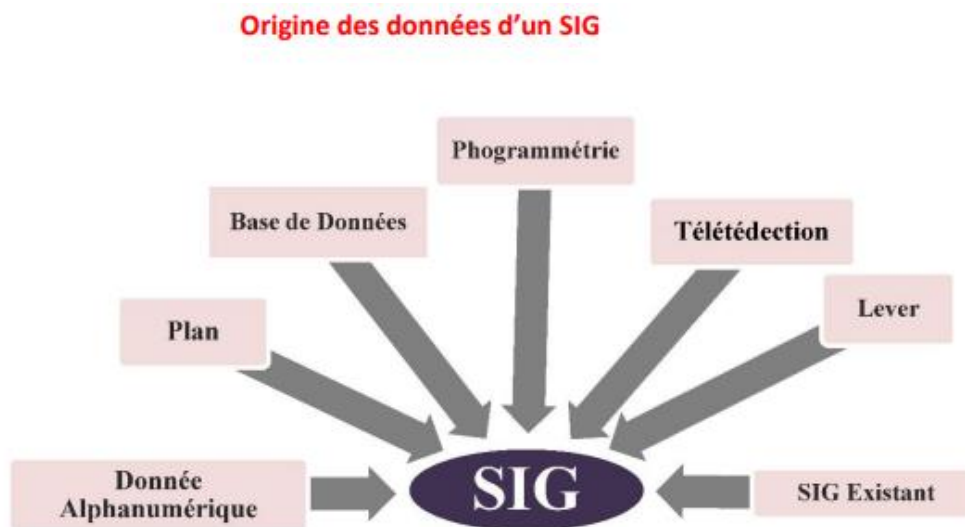 Origine des données d'un SIG
Phogrammétrie
Base de Données
Télétédection
Plan
Lever
Donnée
Alphanumérique
SIG
SIG Existant